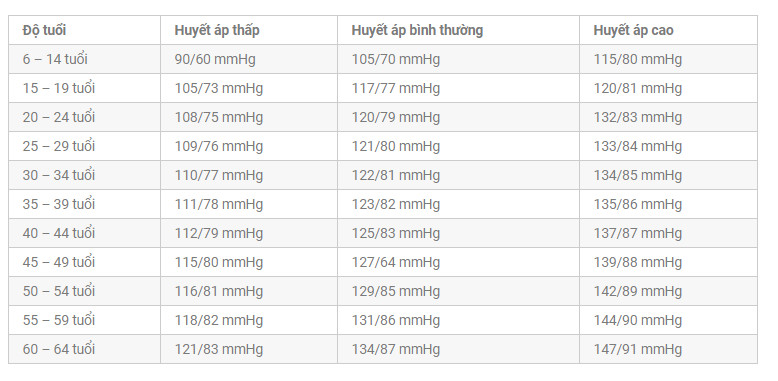 Độ tuổi Huyết áp thấp Huyết áp bình thường Huyết áp cao
6 – 14 tuổi 90/60 mmHg 105/70 mmHg 115/80 mmHg
15 – 19 tuổi 105/73 mmHg 117/77 mmHg 120/81 mmHg
20 – 24 tuổi 108/75 mmHg 120/79 mmHg 132/83 mmHg
25 – 29 tuổi 109/76 mmHg 121/80 mmHg 133/84 mmHg
30 – 34 tuổi 110/77 mmHg 122/81 mmHg 134/85 mmHg
35 – 39 tuổi 111/78 mmHg 123/82 mmHg 135/86 mmHg
40 – 44 tuổi 112/79 mmHg 125/83 mmHg 137/87 mmHg
45 – 49 tuổi 115/80 mmHg 127/64 mmHg 139/88 mmHg
50 – 54 tuổi 116/81 mmHg 129/85 mmHg 142/89 mmHg
55 – 59 tuổi 118/82 mmHg 131/86 mmHg 144/90 mmHg
60 – 64 tuổi 121/83 mmHg 134/87 mmHg 147/91 mmHg